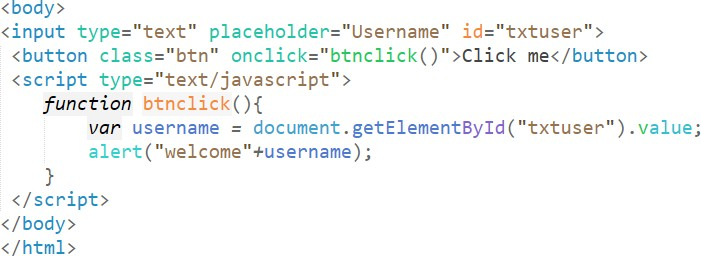 <body>
<input type="text" placeholder="Username" id="txtuser">
<button class="btn" onclick="btnclick()">Click me</button>
<script type="text/javascript">
function btnclick(){
var username = document.getElementById("txtuser").value;
alert("welcome"+username);
}
</script>
</body>
</html>